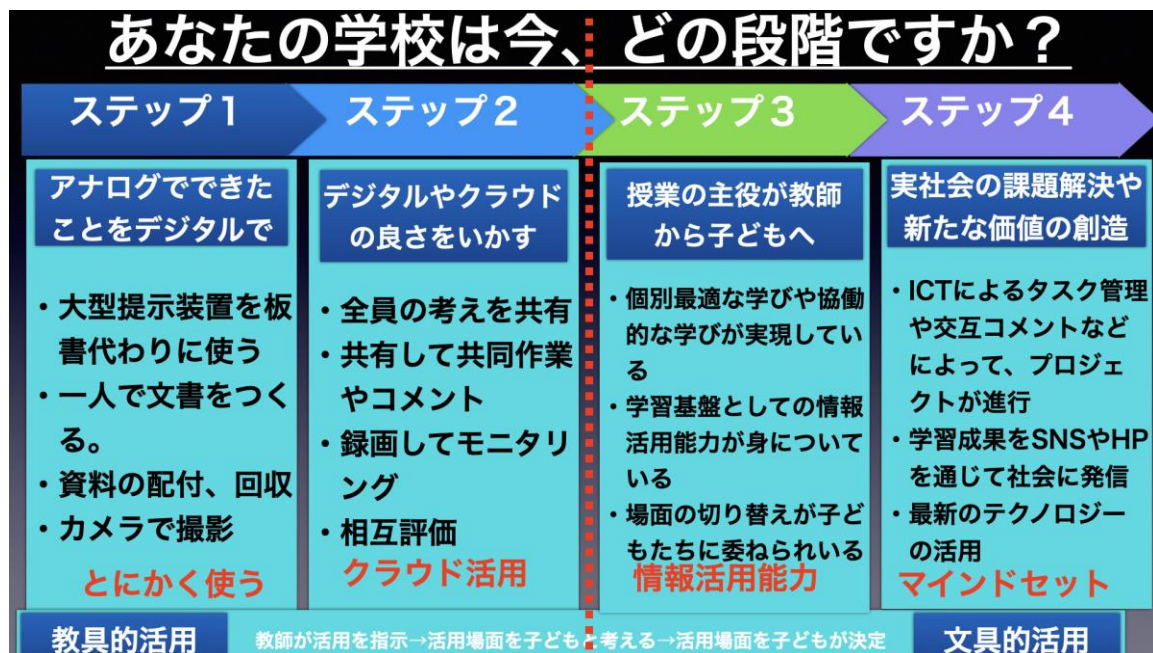 あなたの学校は今、どの段階ですか？
ステップ１
ステップ２
ステップ３
ステップ４
アナログでできた
ことをデジタルで
・大型提示装置を板
書代わりに使う
・一人で文書をつく
る。
・資料の配付、回収
・カメラで撮影
とにかく使う
デジタルやクラウド
の良さをいかす
・全員の考えを共有
・共有して共同作業
やコメント
・録画してモニタリ
ング
・相互評価
クラウド活用
授業の主役が教師
から子どもへ
・個別最適な学びや協働
的な学びが実現してい
る
・学習基盤としての情報
活用能力が身について
いる
・場面の切り替えが子ど
もたちに委ねられいる
情報活用能力
実社会の課題解決や
新たな価値の創造
・ICTによるタスク管理
や交互コメントなど
によって、プロジェ
クトが進行
・学習成果をSNSやHP
を通じて社会に発信
・最新のテクノロジー
の活用
マインドセット
教具的活用
教師が活用を指示→活用場面を子どもと考える→活用場面を子どもが決定
文具的活用